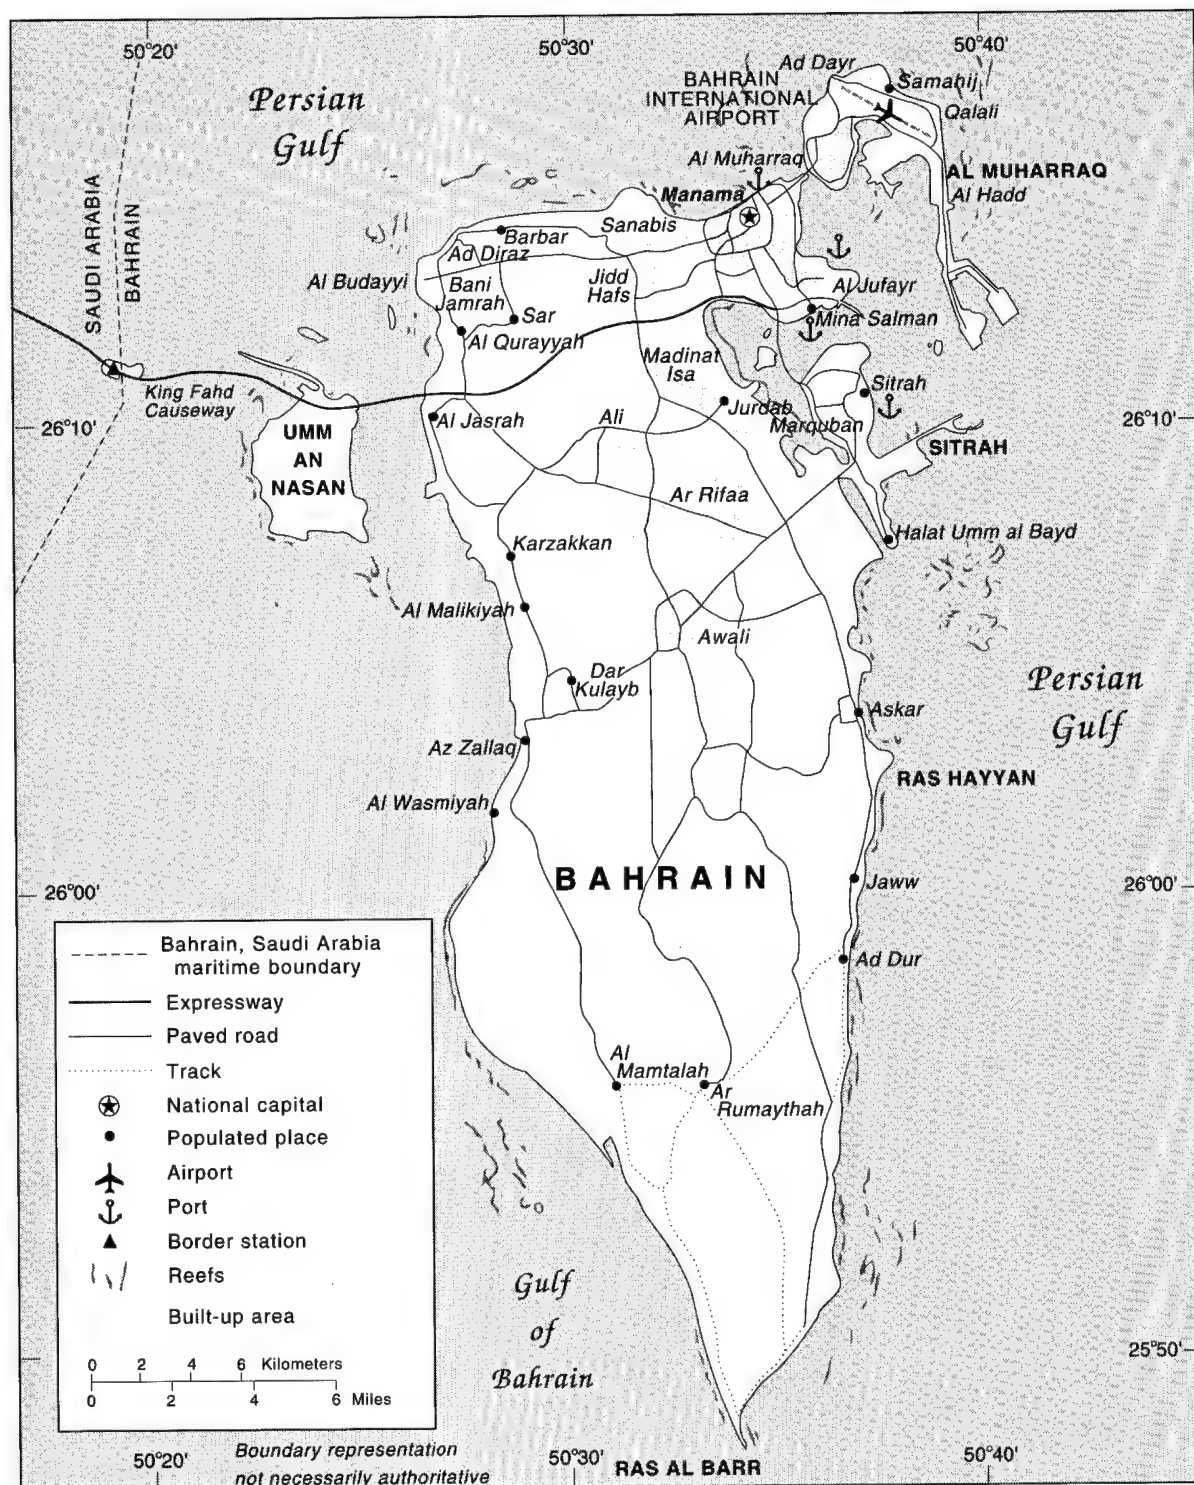 50°20'
50°30'
50°40'
Persian
Gulf
BAHRAIN
INTERNATIONAL
AIRPORT
Ad Dayr
Samahij
Qalali
Al Muharraq
AL MUHARRAQ
Al Hadd
Manama
SAUDI ARABIA
BAHRAIN
Sanabis
Barbar
Ad Diraz
Al Budayyi
Bani
Jamrah
Jidd
Hafs
Al Jufayr
Sar
Mina Salman
Al Qurayyah
Madinat
Isa
King Fahd
Causeway
Sitrah
Jurdab
Al Jasrah
Ali
Marquban
26°10'
26°10'
UMM
AN
NASAN
SITRAH
Ar Rifaa
Halat Umm al Bayd
Karzakkan
Al Malikiyah
Awali
Dar
Kulayb
Persian
Gulf
Askar
Az Zallaq
RAS HAYYAN
Al Wasmiyah
BAHRAIN
Jaww
26°00'
26°00'
Ad Dur
Al
Mamtalah
Ar
Rumaythah
Bahrain, Saudi Arabia
maritime boundary
Expressway
Paved road
Track
National capital
Populated place
Airport
Port
Border station
Reefs
Built-up area
0 2 4 6 Kilometers
0 2 4 6 Miles
Gulf
of
Bahrain
25°50'
Boundary representation
not necessarily authoritative
50°20'
50°30'
RAS AL BARR
50°40'